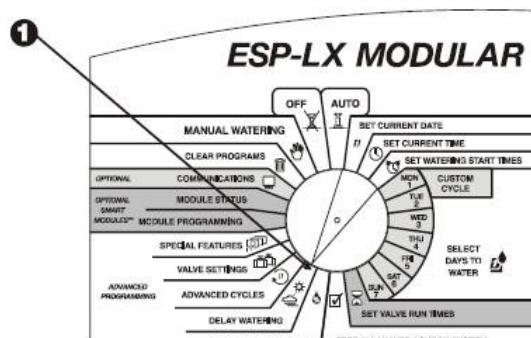 1
ESP-LX MODULAR
OFF
AUTO
MANUAL WATERING
SET CURRENT DATE
CLEAR PROGRAMS
SET CURRENT TIME
SET WATERING START TIMES
OPTIONAL
COMMUNICATIONS
MON
1
CUSTOM
CYCLE
OPTIONAL
SMART
MODULES™
MODULE STATUS
TUE
2
MODULE PROGRAMMING
WED
3
SPECIAL FEATURES
THU
4
SELECT
DAYS TO
WATER
VALVE SETTINGS
FRI
5
ADVANCED
PROGRAMMING
ADVANCED CYCLES
SAT
6
SUN
7
DELAY WATERING
SET VALVE RUN TIMES